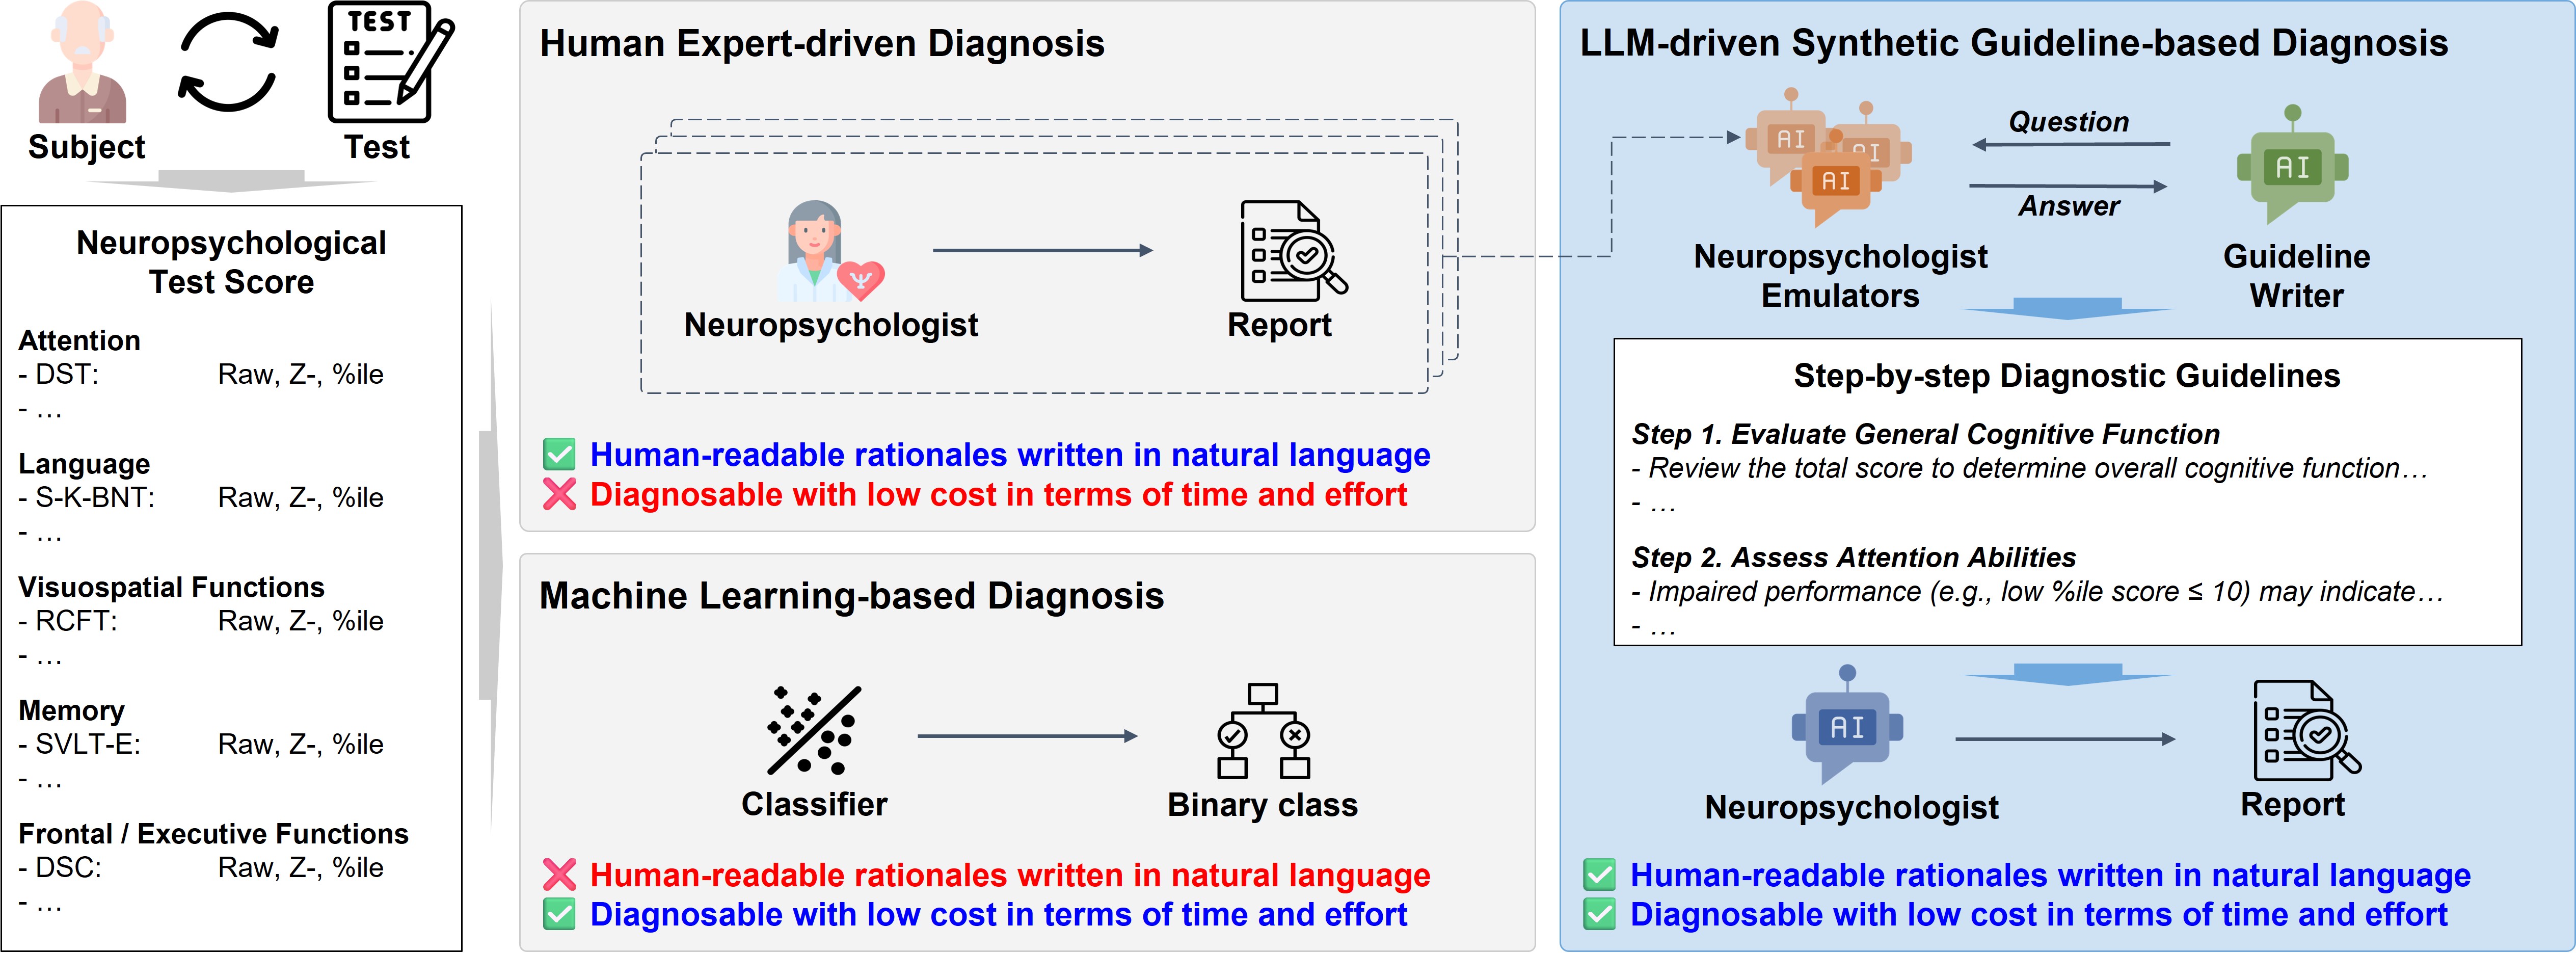 TEST
Subject
Test
Neuropsychological
Test Score
Attention
- DST: Raw, Z-, %ile
- …
Language
- S-K-BNT: Raw, Z-, %ile
- …
Visuospatial Functions
- RCFT: Raw, Z-, %ile
- …
Memory
- SVLT-E: Raw, Z-, %ile
- …
Frontal / Executive Functions
- DSC: Raw, Z-, %ile
- …
Human Expert-driven Diagnosis
Neuropsychologist
Report
Human-readable rationales written in natural language
Diagnosable with low cost in terms of time and effort
Machine Learning-based Diagnosis
Classifier
Binary class
Human-readable rationales written in natural language
Diagnosable with low cost in terms of time and effort
LLM-driven Synthetic Guideline-based Diagnosis
AI
AI
AI
Question
Answer
AI
Neuropsychologist
Emulators
Guideline
Writer
Step-by-step Diagnostic Guidelines
Step 1. Evaluate General Cognitive Function
- Review the total score to determine overall cognitive function…
- …
Step 2. Assess Attention Abilities
- Impaired performance (e.g., low %ile score ≤ 10) may indicate…
- …
AI
Neuropsychologist
Report
Human-readable rationales written in natural language
Diagnosable with low cost in terms of time and effort